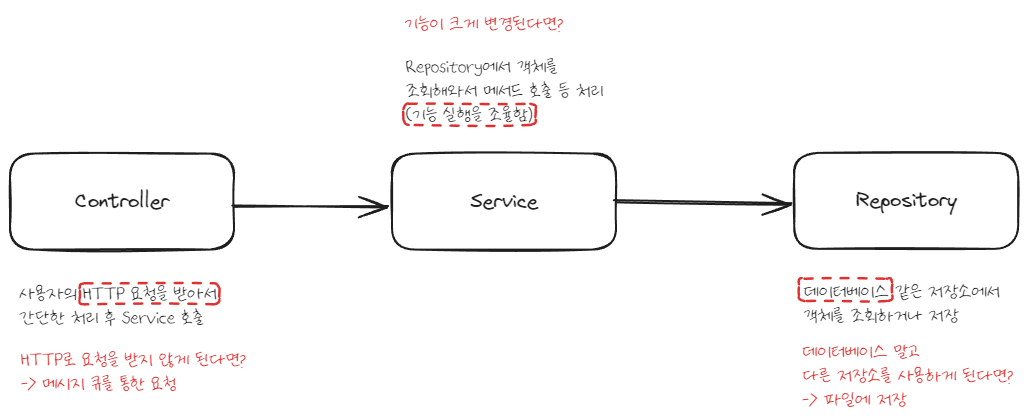 기능이 크게 변경된다면?
Repository에서 객체를
조회해와서 메서드 호출 등 처리
(기능 실행을 조율함)
Controller
Service
Repository
사용자의 HTTP 요청을 받아서
간단한 처리 후 Service 호출
HTTP로 요청을 받지 않게 된다면?
-> 메시지 큐를 통한 요청
데이터베이스 같은 저장소에서
객체를 조회하거나 저장
데이터베이스 말고
다른 저장소를 사용하게 된다면?
-> 파일에 저장